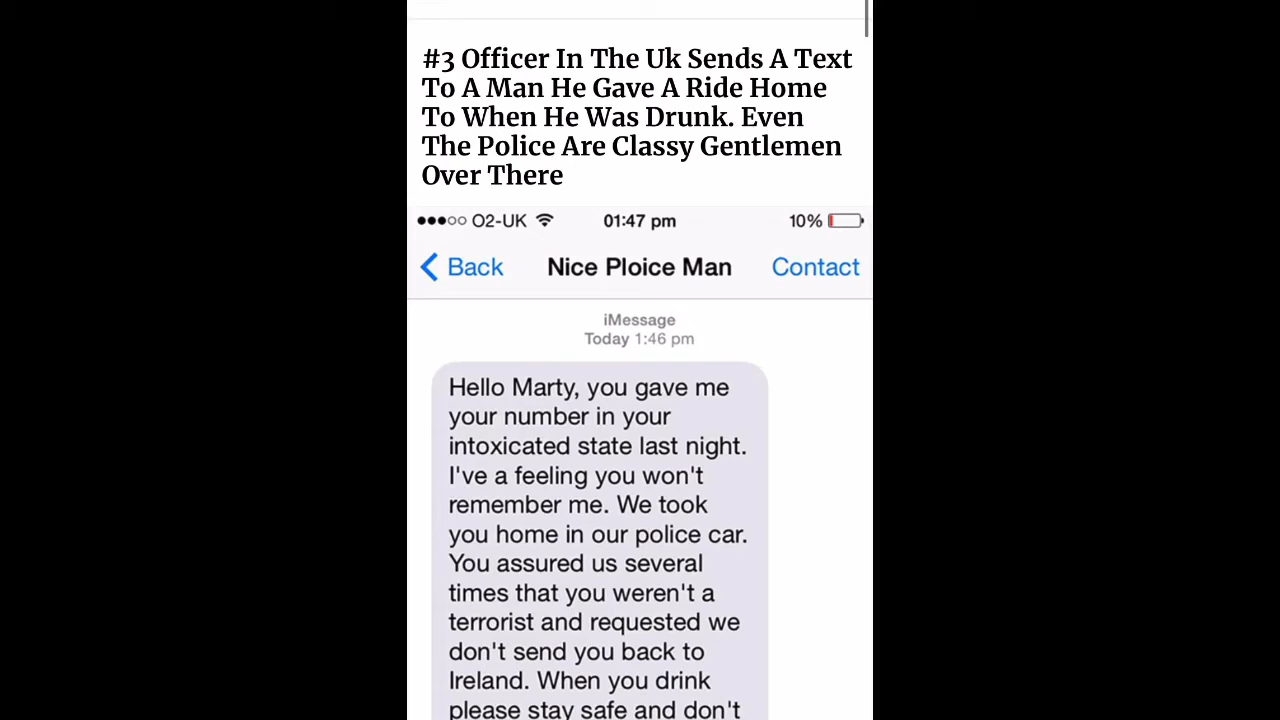 #3 Officer In The Uk Sends A Text
To A Man He Gave A Ride Home
To When He Was Drunk. Even
The Police Are Classy Gentlemen
Over There
O2-UK 01:47 pm 10%
Back Nice Ploice Man Contact
iMessage
Today 1:46 pm
Hello Marty, you gave me
your number in your
intoxicated state last night.
I've a feeling you won't
remember me. We took
you home in our police car.
You assured us several
times that you weren't a
terrorist and requested we
don't send you back to
Ireland. When you drink
please stay safe and don't